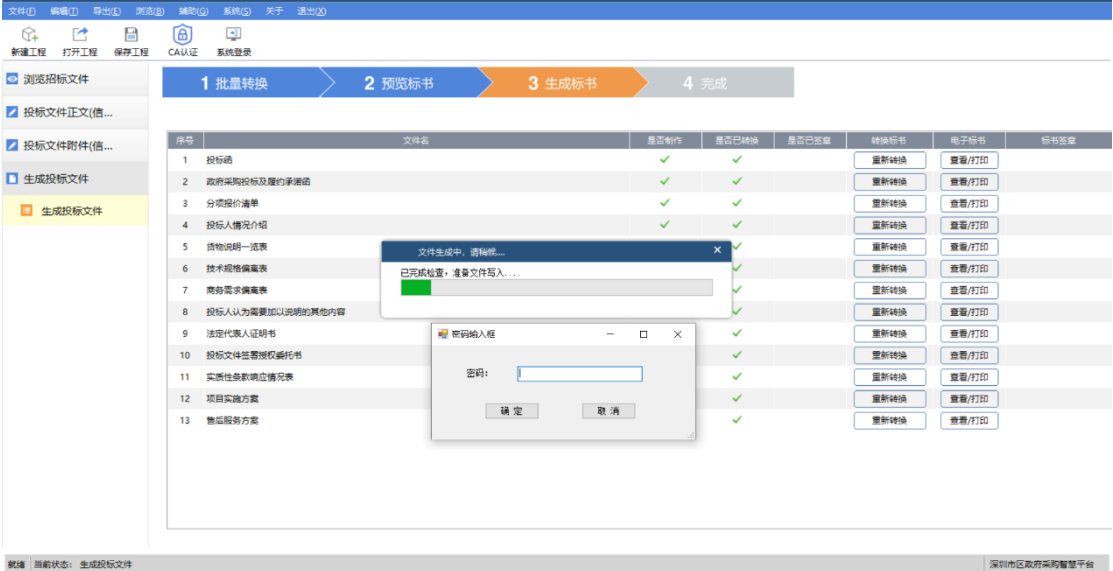 文件(F) 编辑(T) 导出(E) 浏览(B) 辅助(G) 系统(S) 关于 退出(X)
新建工程 打开工程 保存工程 CA认证 系统登录
浏览招标文件
投标文件正文(信...
投标文件附件(信...
生成投标文件
生成投标文件
1 批量转换 2 预览标书 3 生成标书 4 完成
序号 文件名 是否制作 是否已转换 是否已签章 转换标书 电子标书 标书签章
1 投标函 重新转换 查看/打印
2 政府采购投标及履约承诺函 重新转换 查看/打印
3 分项报价清单 重新转换 查看/打印
4 投标人情况介绍 重新转换 查看/打印
5 货物说明一览表 重新转换 查看/打印
6 技术规格偏离表 重新转换 查看/打印
7 商务需求偏离表 重新转换 查看/打印
8 投标人认为需要加以说明的其他内容 重新转换 查看/打印
9 法定代表人证明书 重新转换 查看/打印
10 投标文件签署授权委托书 重新转换 查看/打印
11 实质性条款响应情况表 重新转换 查看/打印
12 项目实施方案 重新转换 查看/打印
13 售后服务方案 重新转换 查看/打印
文件生成中，请稍候....
已完成检查，准备文件写入....
密码输入框
密码：
确 定 取 消
就绪 当前状态： 生成投标文件 深圳市区政府采购智慧平台